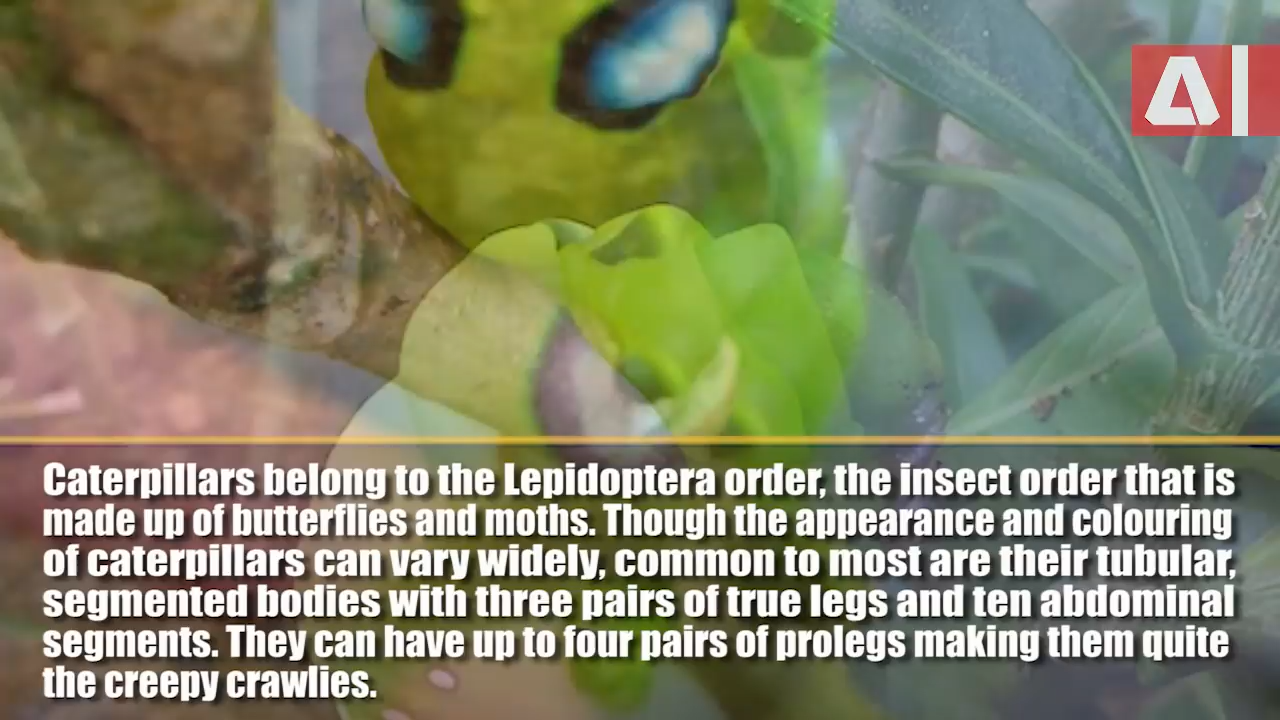 A
Caterpillars belong to the Lepidoptera order, the insect order that is
made up of butterflies and moths. Though the appearance and colouring
of caterpillars can vary widely, common to most are their tubular,
segmented bodies with three pairs of true legs and ten abdominal
segments. They can have up to four pairs of prolegs making them quite
the creepy crawlies.